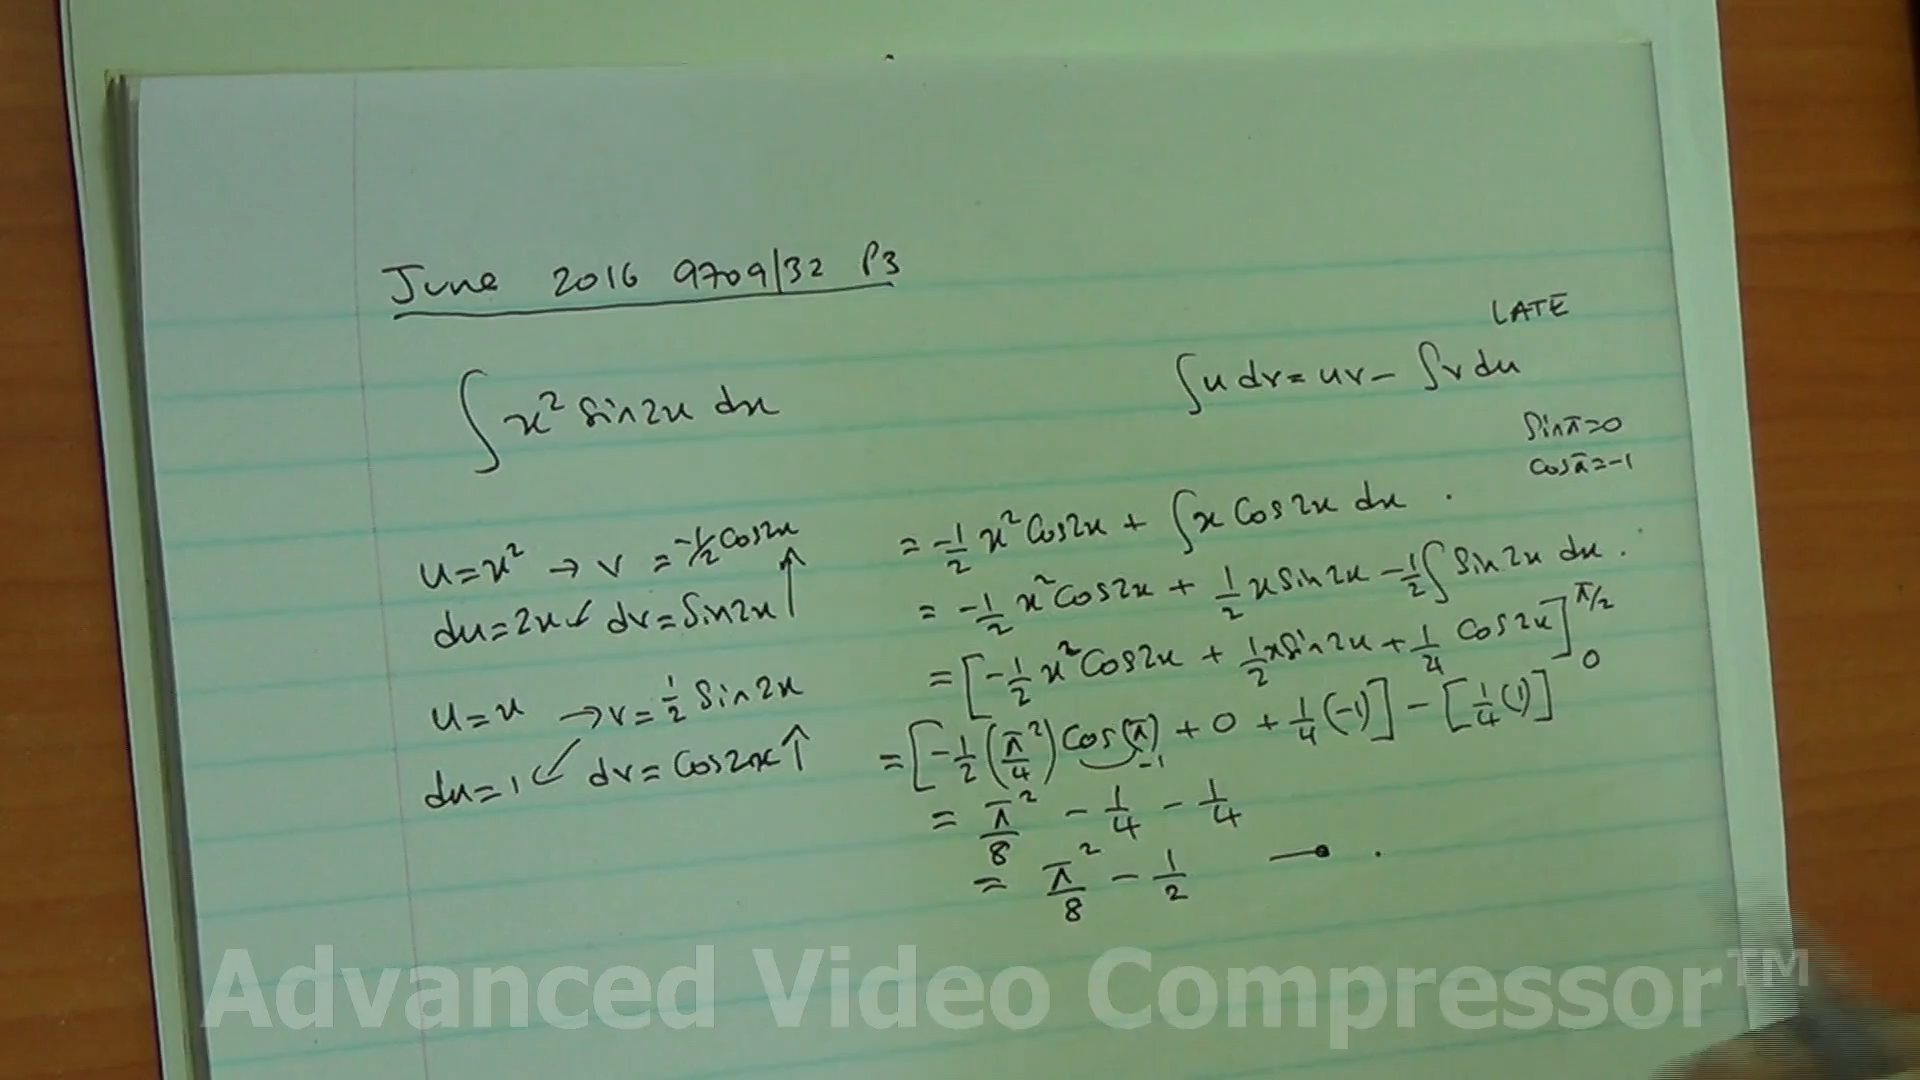 June 2016 9709/32 P3
LATE
∫ x² sin2x dx
∫u dv = uv - ∫v du
sinπ=0
cosπ=-1
u=x² → v = -½ cos2x
du=2x ↙ dv=sin2x ↑
u=x → v=½ sin2x
du=1 ↙ dv=cos2x ↑
= -½ x² cos2x + ∫x cos2x dx .
= -½ x² cos2x + ½ x sin2x - ½ ∫ sin2x dx .
= [-½ x² cos2x + ½ x sin2x + ¼ cos2x]₀^π/2
= [-½ (π²/4) cos(π) + 0 + ¼(-1)] - [¼(1)]
-1
= π²/8 - ¼ - ¼
= π²/8 - ½ .
Advanced Video Compressor™